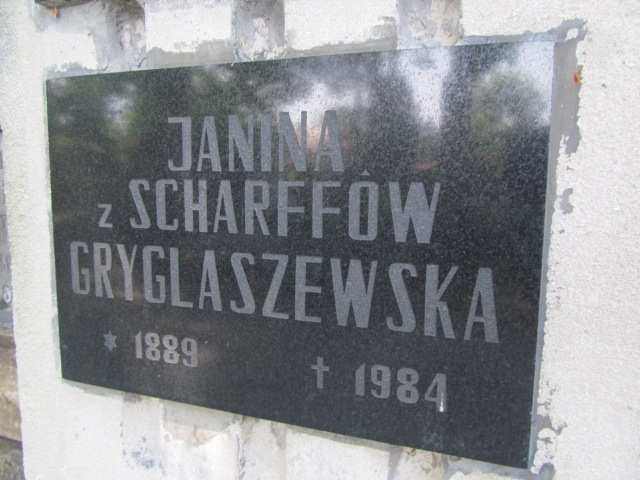 JANINA
z SCHARFFÓW
GRYGLASZEWSKA
* 1889 † 1984